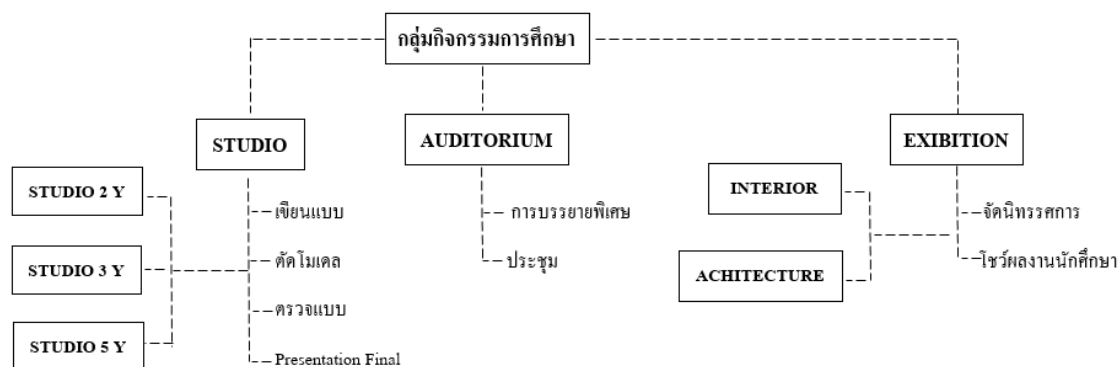 กลุ่มกิจกรรมการศึกษา
STUDIO
AUDITORIUM
EXIBITION
STUDIO 2 Y
STUDIO 3 Y
STUDIO 5 Y
เขียนแบบ
ตัดโมเดล
ตรวจแบบ
Presentation Final
การบรรยายพิเศษ
ประชุม
INTERIOR
ACHITECTURE
จัดนิทรรศการ
โชว์ผลงานนักศึกษา